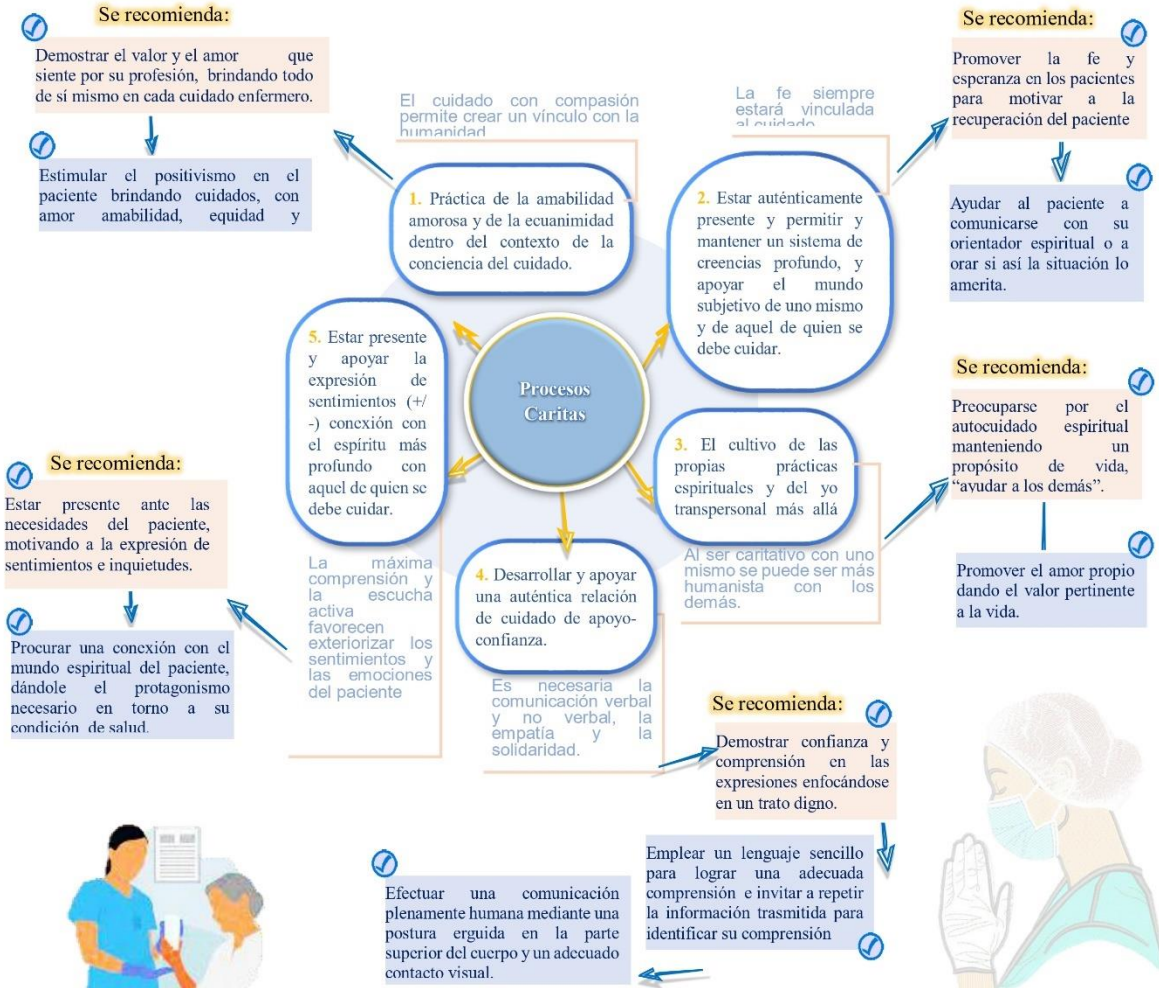 Se recomienda:
Demostrar el valor y el amor que
siente por su profesión, brindando todo
de sí mismo en cada cuidado enfermero.
Estimular el positivismo en el
paciente brindando cuidados, con
amor amabilidad, equidad y
El cuidado con compasión
permite crear un vínculo con la
humanidad
1. Práctica de la amabilidad
amorosa y de la ecuanimidad
dentro del contexto de la
conciencia del cuidado.
La fe siempre
estará vinculada
al cuidado
2. Estar auténticamente
presente y permitir y
mantener un sistema de
creencias profundo, y
apoyar el mundo
subjetivo de uno mismo
y de aquel de quien se
debe cuidar.
Se recomienda:
Promover la fe y
esperanza en los pacientes
para motivar a la
recuperación del paciente
Ayudar al paciente a
comunicarse con su
orientador espiritual o a
orar si así la situación lo
amerita.
Procesos
Caritas
5. Estar presente
y apoyar la
expresión de
sentimientos (+/
-) conexión con
el espíritu más
profundo con
aquel de quien se
debe cuidar.
3. El cultivo de las
propias prácticas
espirituales y del yo
transpersonal más allá
Al ser caritativo con uno
mismo se puede ser más
humanista con los
demás.
Se recomienda:
Preocuparse por el
autocuidado espiritual
manteniendo un
propósito de vida,
“ayudar a los demás”.
Promover el amor propio
dando el valor pertinente
a la vida.
Se recomienda:
Estar presente ante las
necesidades del paciente,
motivando a la expresión de
sentimientos e inquietudes.
Procurar una conexión con el
mundo espiritual del paciente,
dándole el protagonismo
necesario en torno a su
condición de salud.
La máxima
comprensión y
la escucha
activa
favorecen
exteriorizar los
sentimientos y
las emociones
del paciente
4. Desarrollar y apoyar
una auténtica relación
de cuidado de apoyo-
confianza.
Es necesaria la
comunicación verbal
y no verbal, la
empatía y la
solidaridad.
Se recomienda:
Demostrar confianza y
comprensión en las
expresiones enfocándose
en un trato digno.
Emplear un lenguaje sencillo
para lograr una adecuada
comprensión e invitar a repetir
la información trasmitida para
identificar su comprensión
Efectuar una comunicación
plenamente humana mediante una
postura erguida en la parte
superior del cuerpo y un adecuado
contacto visual.